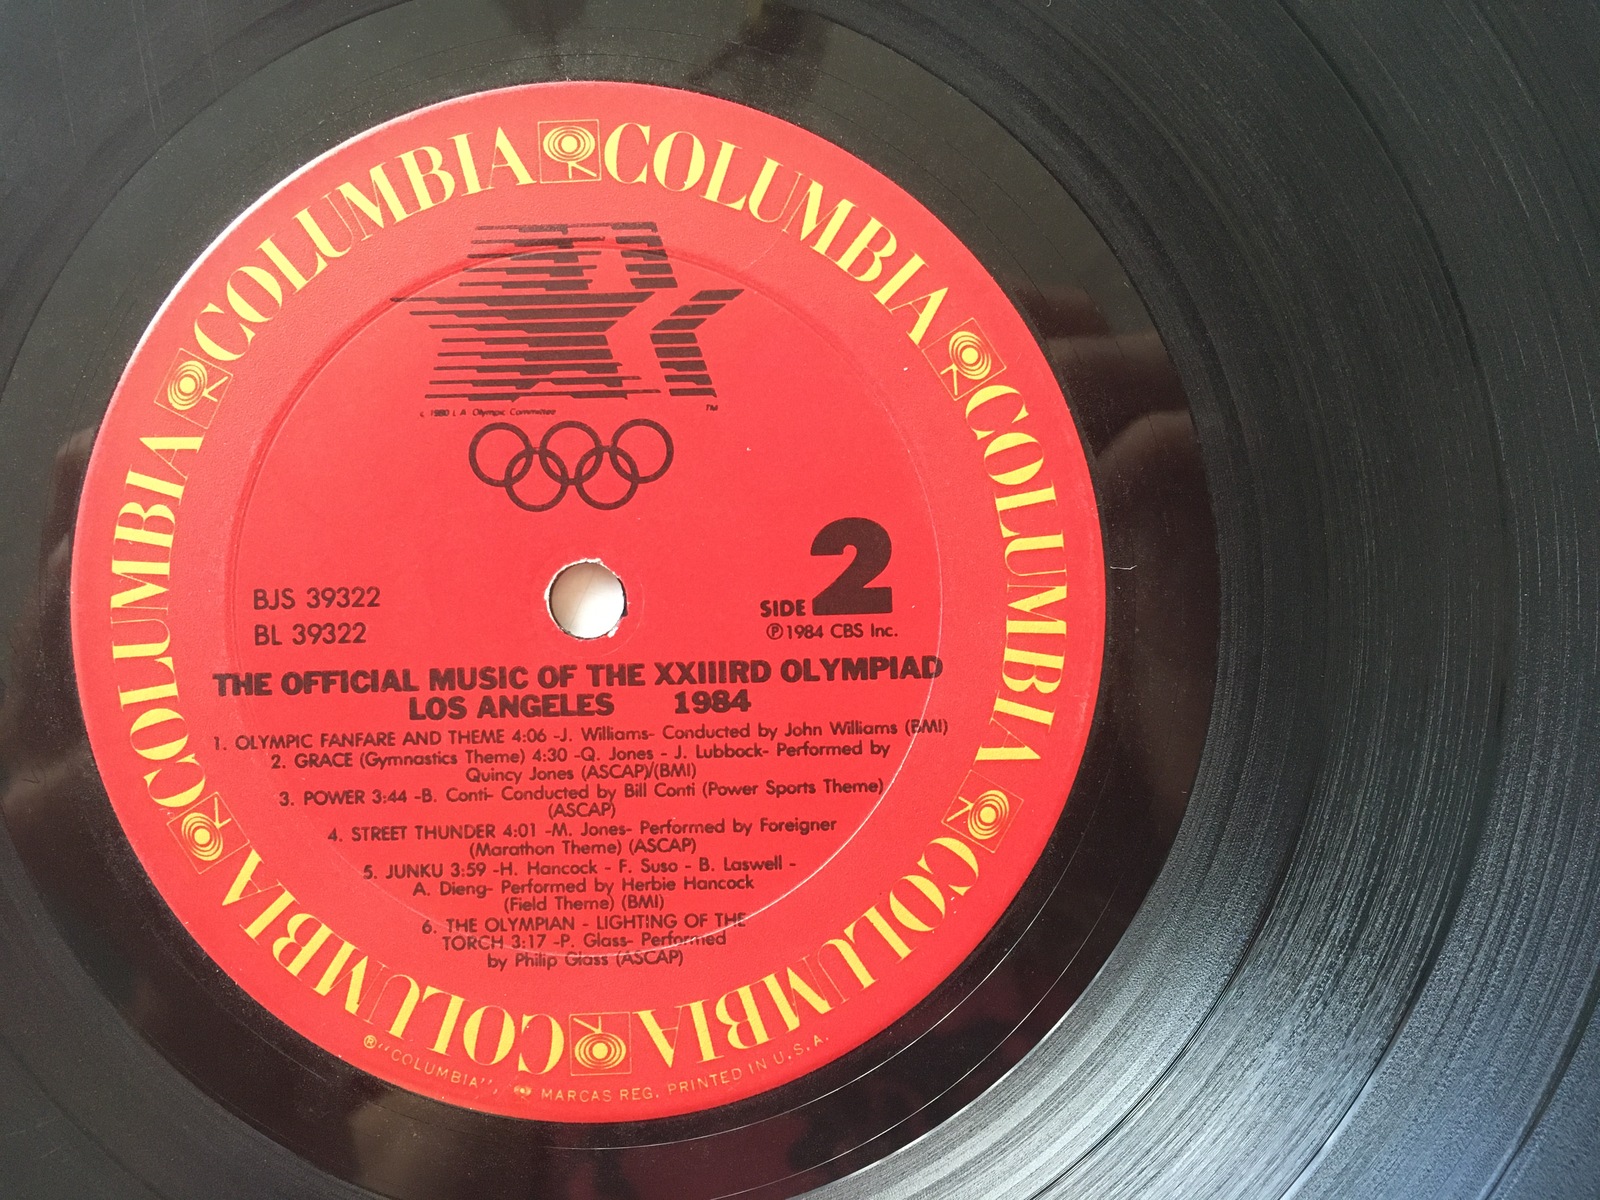 COLUMBIA COLUMBIA COLUMBIA COLUMBIA COLUMBIA COLUMBIA COLUMBIA COLUMBIA
c 1980 L.A. Olympic Committee
TM
BJS 39322
BL 39322
SIDE 2
℗1984 CBS Inc.
THE OFFICIAL MUSIC OF THE XXIIIRD OLYMPIAD
LOS ANGELES 1984
1. OLYMPIC FANFARE AND THEME 4:06 -J. Williams- Conducted by John Williams (BMI)
2. GRACE (Gymnastics Theme) 4:30 -Q. Jones - J. Lubbock- Performed by
Quincy Jones (ASCAP)/(BMI)
3. POWER 3:44 -B. Conti- Conducted by Bill Conti (Power Sports Theme)
(ASCAP)
4. STREET THUNDER 4:01 -M. Jones- Performed by Foreigner
(Marathon Theme) (ASCAP)
5. JUNKU 3:59 -H. Hancock - F. Suso - B. Laswell -
A. Dieng- Performed by Herbie Hancock
(Field Theme) (BMI)
6. THE OLYMPIAN - LIGHTING OF THE
TORCH 3:17 -P. Glass- Performed
by Philip Glass (ASCAP)
®"COLUMBIA", MARCAS REG. PRINTED IN U.S.A.